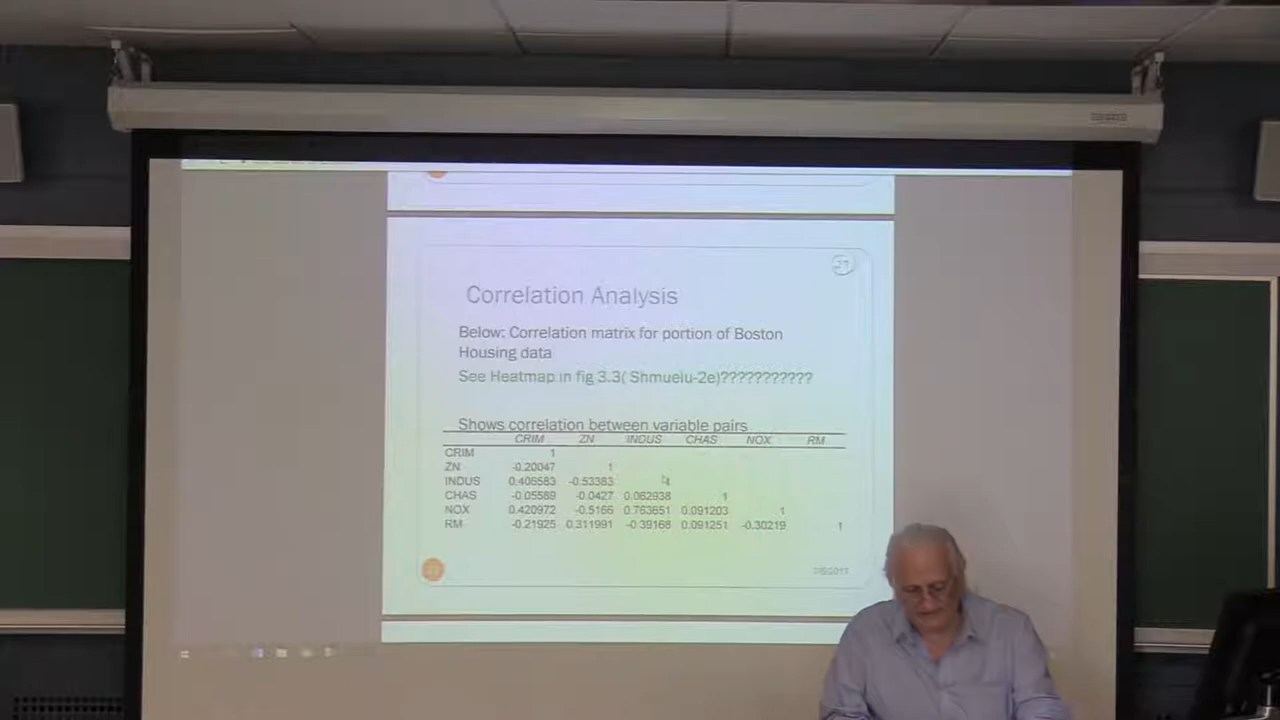 Correlation Analysis
Below: Correlation matrix for portion of Boston
Housing data
See Heatmap in fig 3.3( Shmuelu-2e)???????????
Shows correlation between variable pairs
CRIM ZN INDUS CHAS NOX RM
CRIM 1
ZN -0.20047 1
INDUS 0.406583 -0.53383 1
CHAS -0.05589 -0.0427 0.062938 1
NOX 0.420972 -0.5166 0.763651 0.091203 1
RM -0.21925 0.311991 -0.39168 0.091251 -0.30219 1